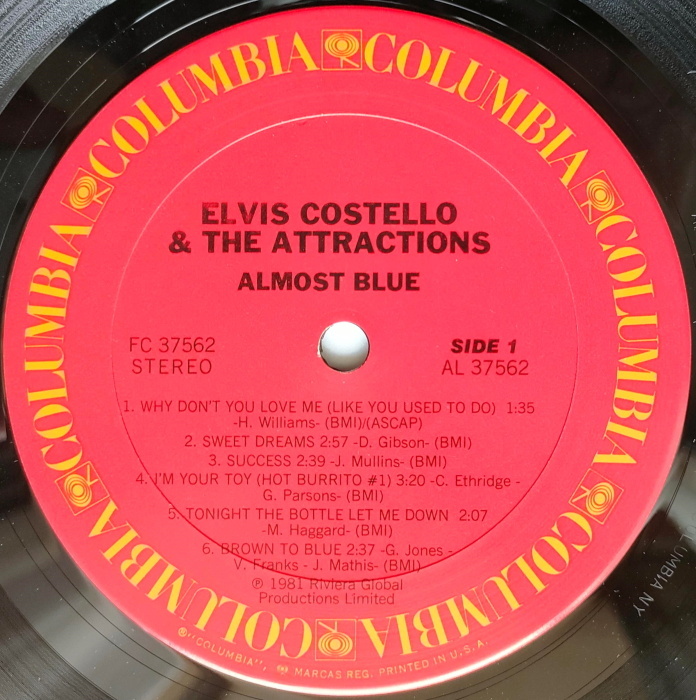 COLUMBIA COLUMBIA COLUMBIA COLUMBIA COLUMBIA COLUMBIA
ELVIS COSTELLO
& THE ATTRACTIONS
ALMOST BLUE
FC 37562
STEREO
SIDE 1
AL 37562
1. WHY DON'T YOU LOVE ME (LIKE YOU USED TO DO) 1:35
-H. Williams- (BMI)/(ASCAP)
2. SWEET DREAMS 2:57 -D. Gibson- (BMI)
3. SUCCESS 2:39 -J. Mullins- (BMI)
4. I'M YOUR TOY (HOT BURRITO #1) 3:20 -C. Ethridge -
G. Parsons- (BMI)
5. TONIGHT THE BOTTLE LET ME DOWN 2:07
-M. Haggard- (BMI)
6. BROWN TO BLUE 2:37 -G. Jones -
V. Franks - J. Mathis- (BMI)
℗ 1981 Riviera Global
Productions Limited
®"COLUMBIA", MARCAS REG. PRINTED IN U.S.A.
LUMBIA NY